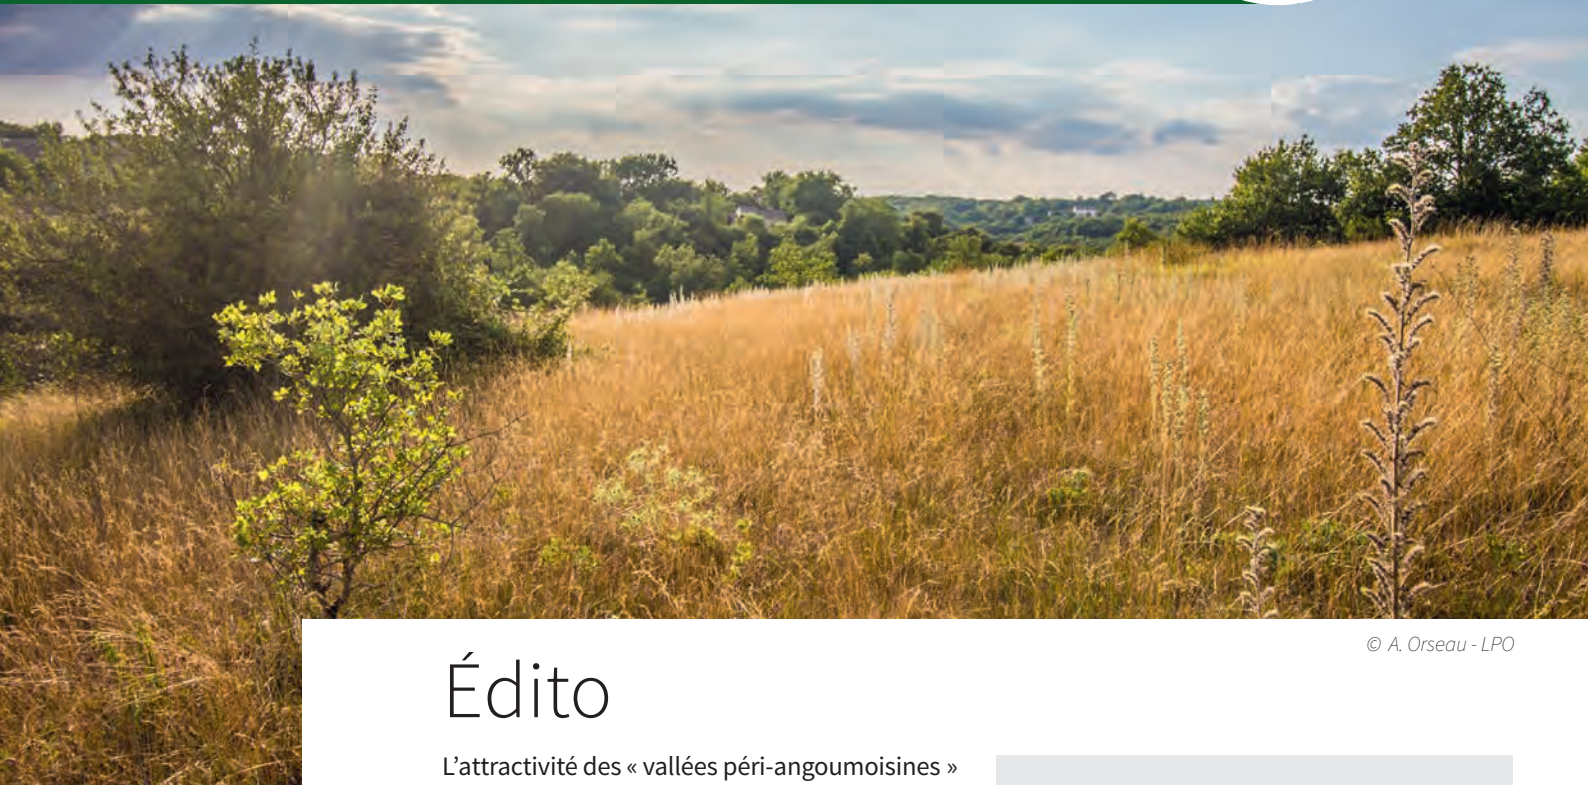 © A. Orseau - LPO
Édito
L’attractivité des « vallées péri-angoumoisines »